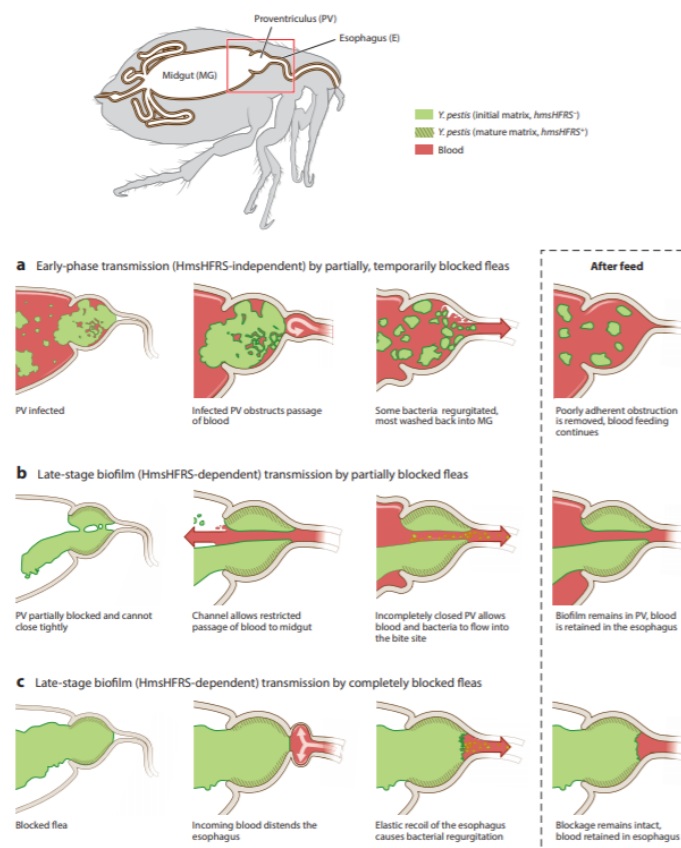 Proventriculus (PV)
Esophagus (E)
Midgut (MG)
Y. pestis (initial matrix, hmsHFRS⁻)
Y. pestis (mature matrix, hmsHFRS⁺)
Blood
a Early-phase transmission (HmsHFRS-independent) by partially, temporarily blocked fleas
After feed
PV infected
Infected PV obstructs passage
of blood
Some bacteria regurgitated,
most washed back into MG
Poorly adherent obstruction
is removed, blood feeding
continues
b Late-stage biofilm (HmsHFRS-dependent) transmission by partially blocked fleas
PV partially blocked and cannot
close tightly
Channel allows restricted
passage of blood to midgut
Incompletely closed PV allows
blood and bacteria to flow into
the bite site
Biofilm remains in PV, blood
is retained in the esophagus
c Late-stage biofilm (HmsHFRS-dependent) transmission by completely blocked fleas
Blocked flea
Incoming blood distends the
esophagus
Elastic recoil of the esophagus
causes bacterial regurgitation
Blockage remains intact,
blood retained in esophagus